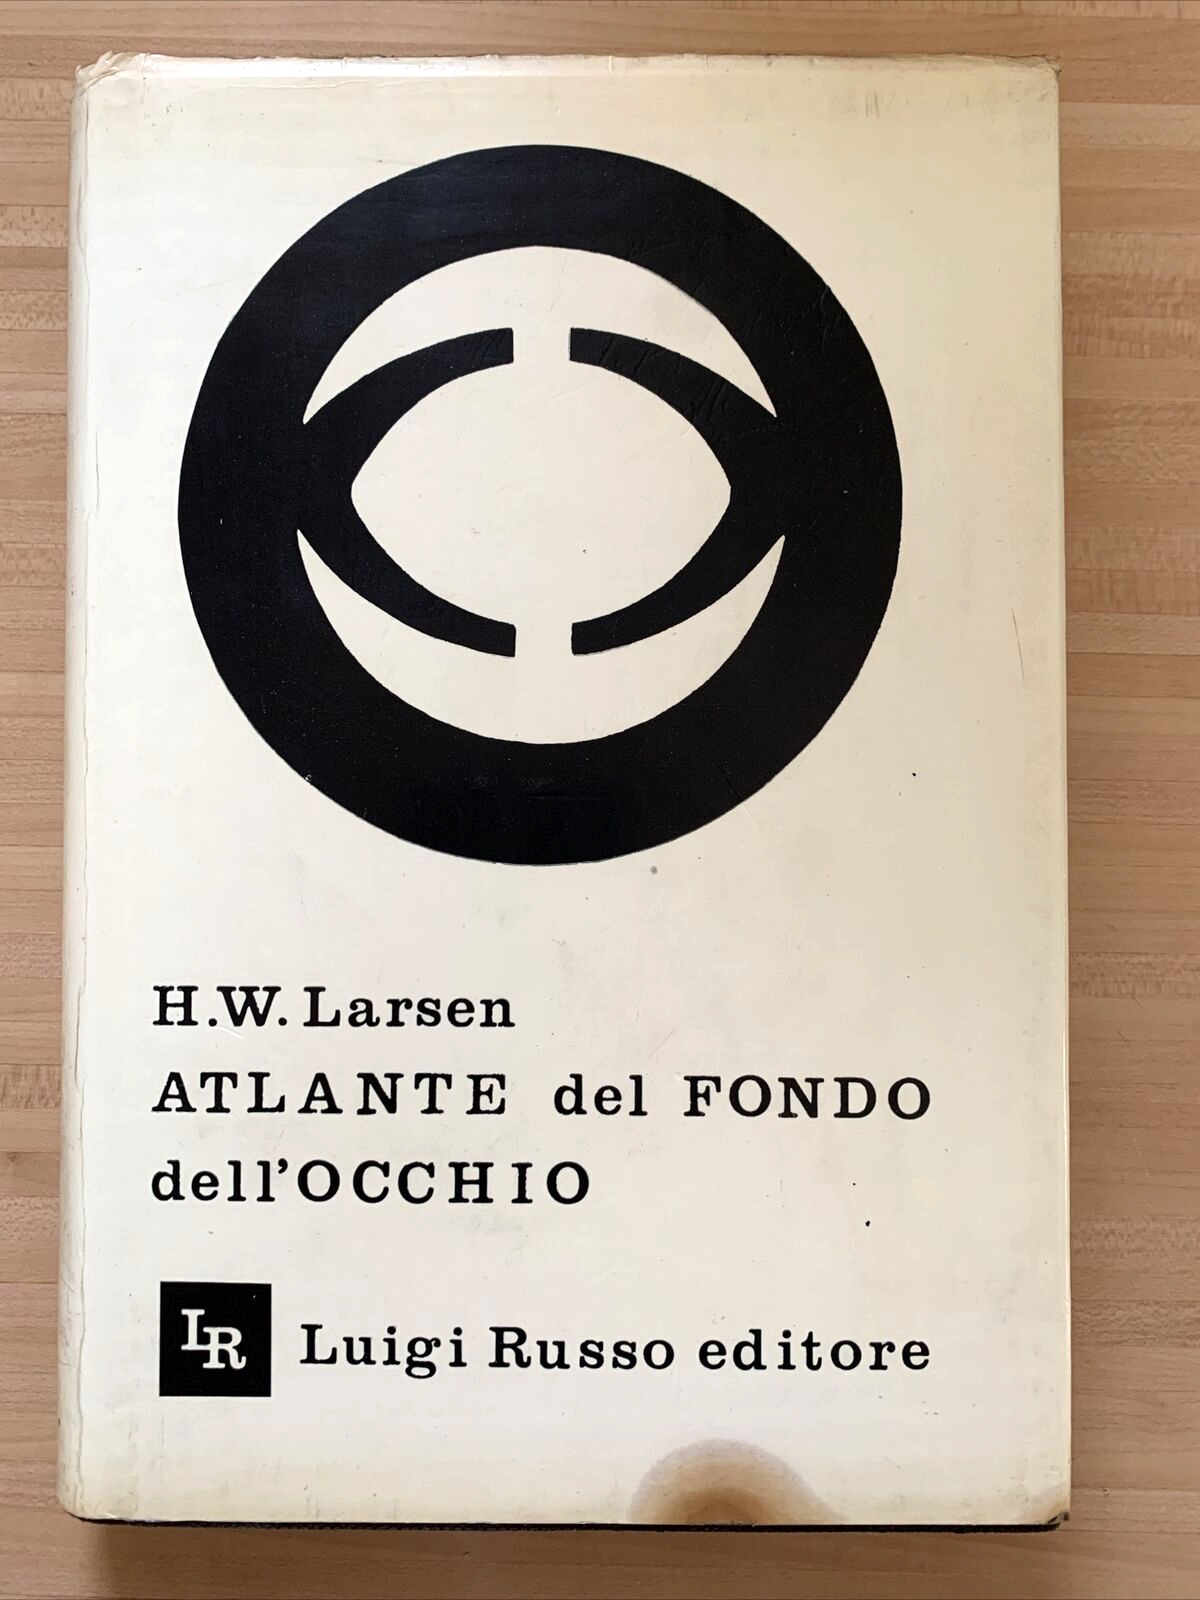 H.W. Larsen
ATLANTE del FONDO
dell'OCCHIO
LR
Luigi Russo editore